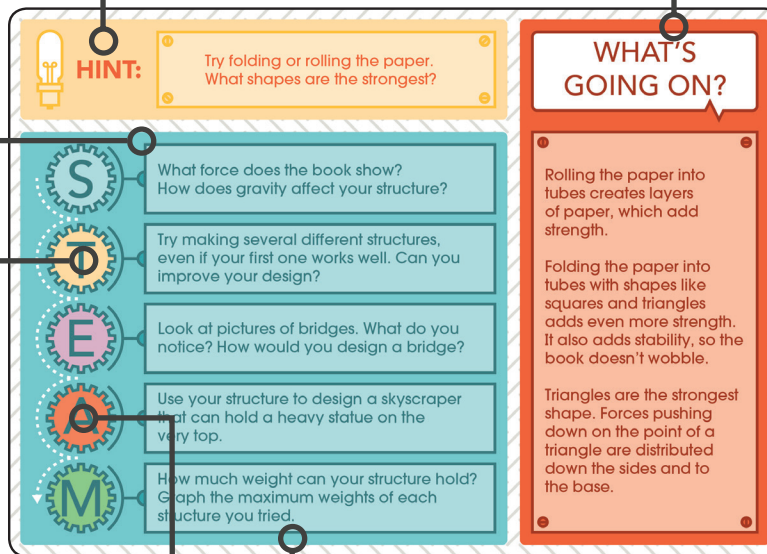 HINT:
Try folding or rolling the paper.
What shapes are the strongest?
S
What force does the book show?
How does gravity affect your structure?
T
Try making several different structures,
even if your first one works well. Can you
improve your design?
E
Look at pictures of bridges. What do you
notice? How would you design a bridge?
A
Use your structure to design a skyscraper
that can hold a heavy statue on the
very top.
M
How much weight can your structure hold?
Graph the maximum weights of each
structure you tried.
WHAT'S
GOING ON?
Rolling the paper into
tubes creates layers
of paper, which add
strength.
Folding the paper into
tubes with shapes like
squares and triangles
adds even more strength.
It also adds stability, so the
book doesn't wobble.
Triangles are the strongest
shape. Forces pushing
down on the point of a
triangle are distributed
down the sides and to
the base.